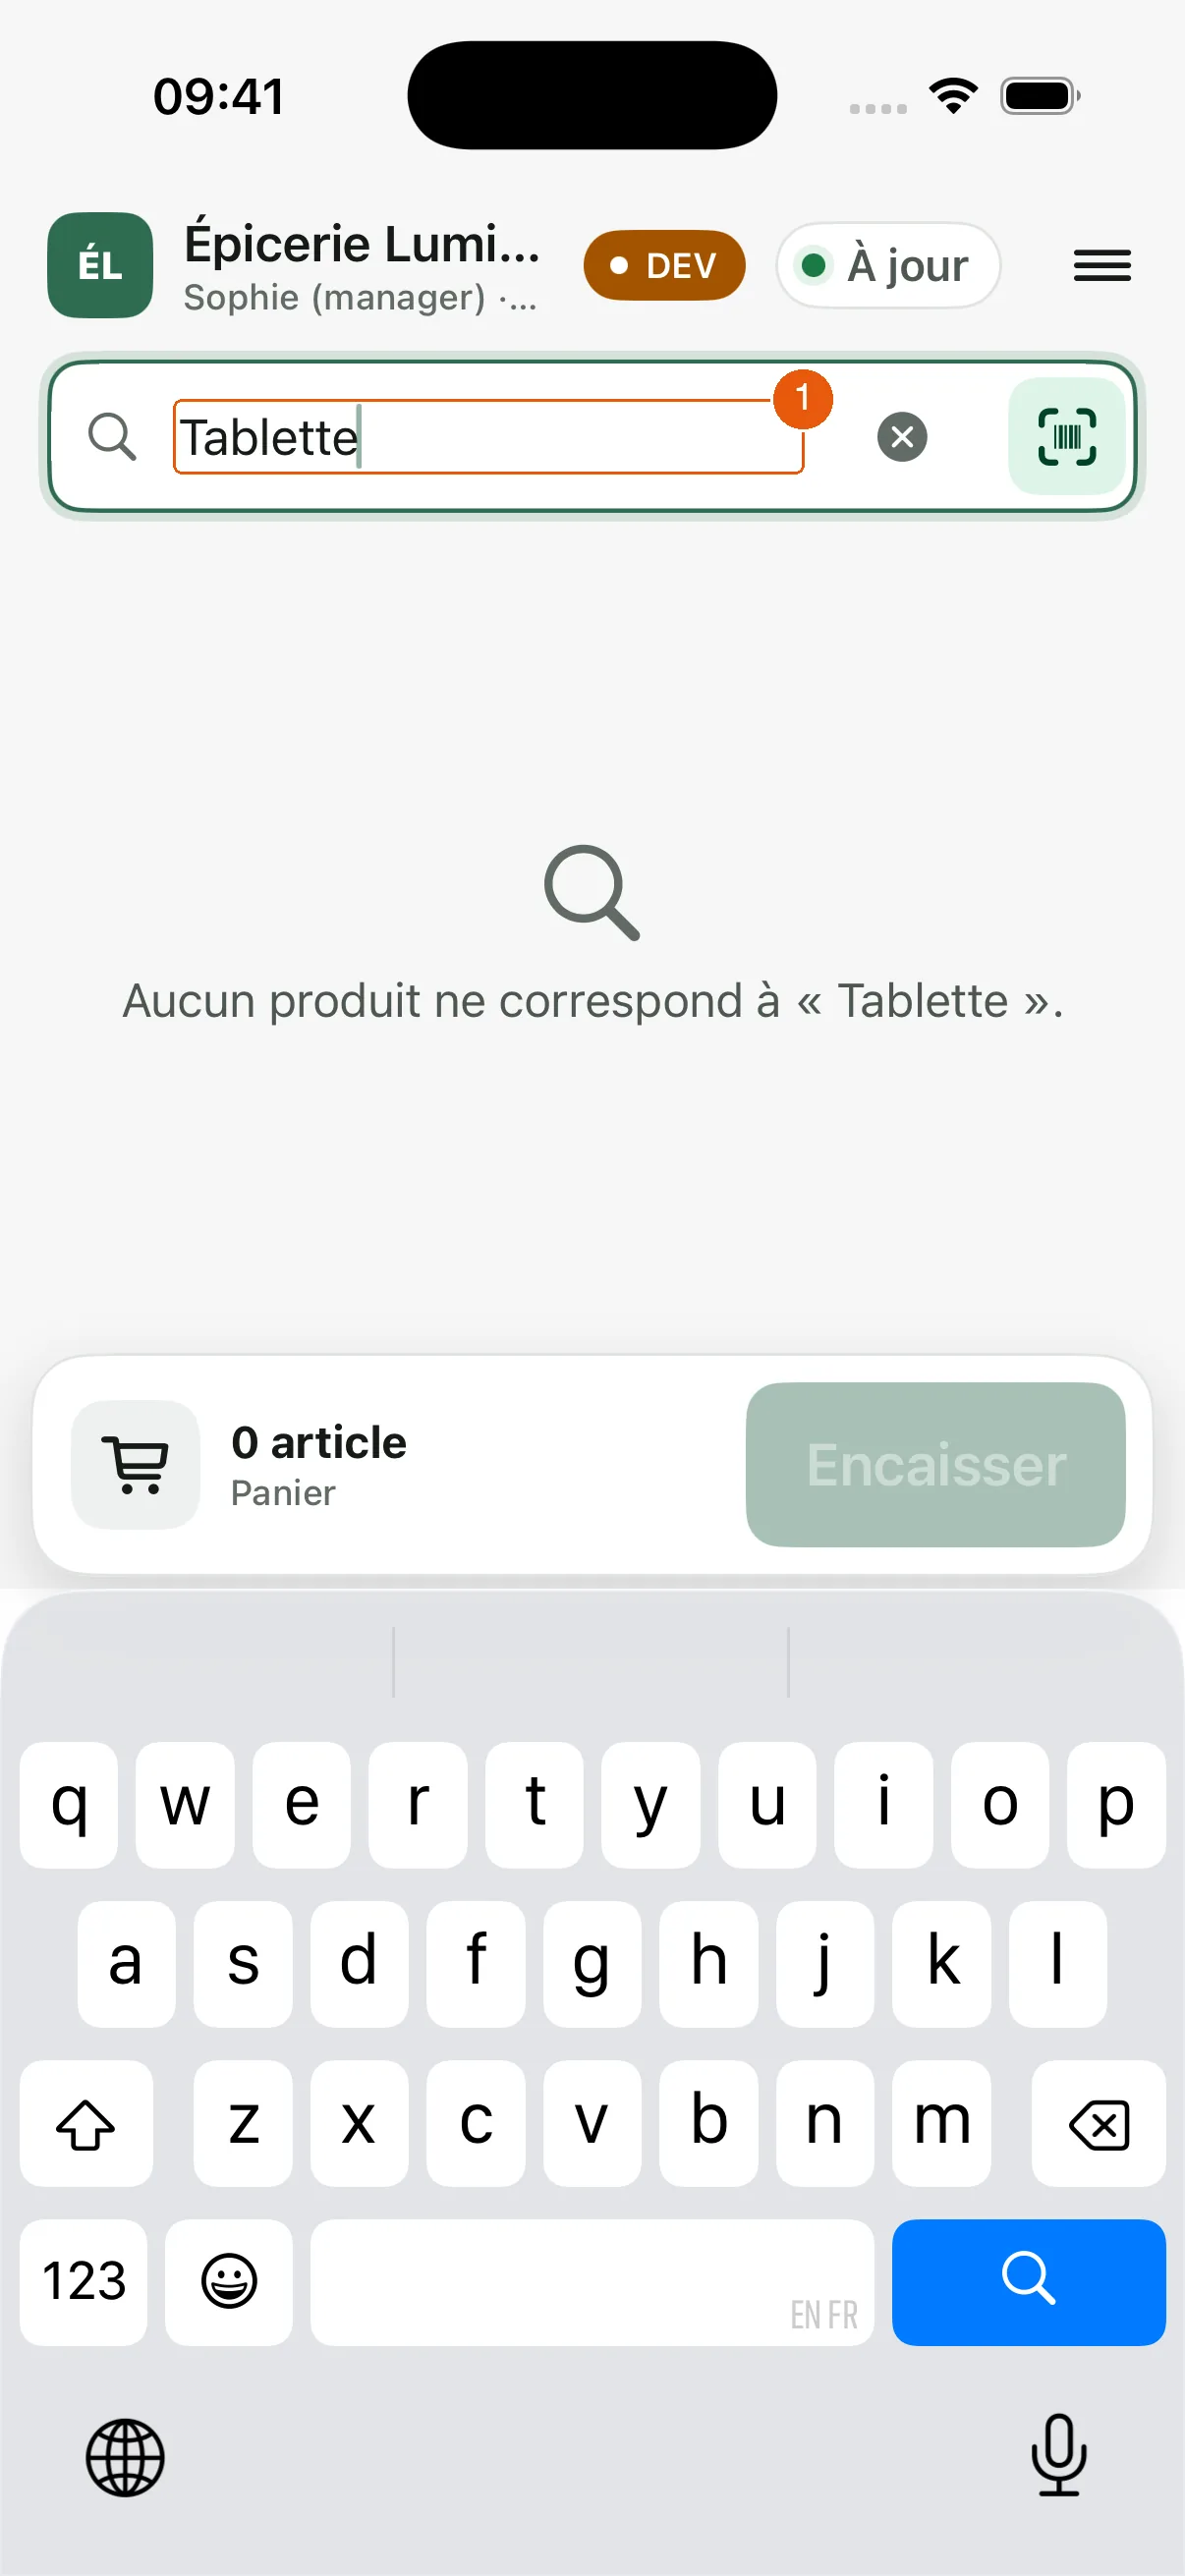 09:41
ÉL
Épicerie Lumi...
Sophie (manager) ·...
DEV
À jour
Tablette
1
Aucun produit ne correspond à « Tablette ».
0 article
Panier
Encaisser
q w e r t y u i o p
a s d f g h j k l
z x c v b n m
123
EN FR